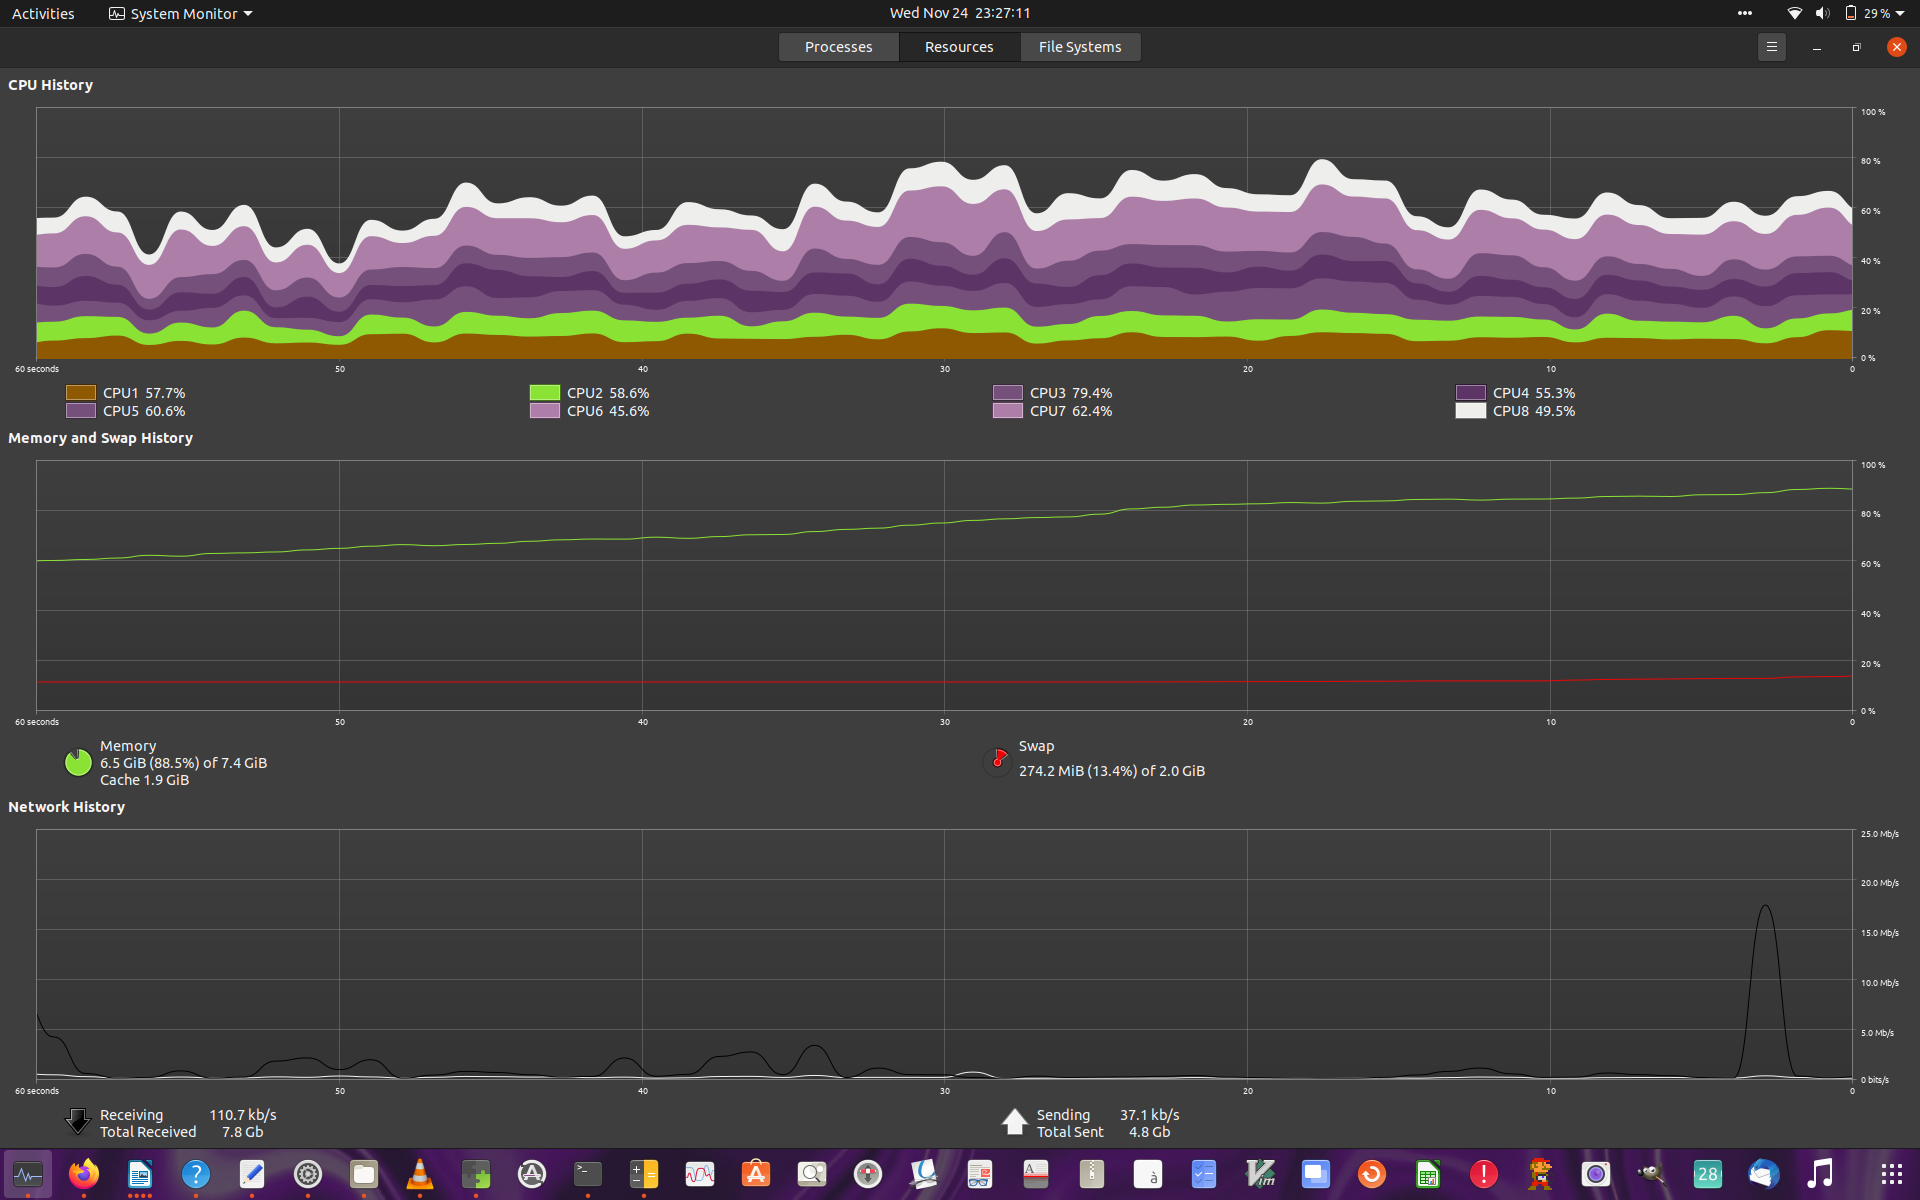 Activities System Monitor Wed Nov 24 23:27:11 29 %
Processes Resources File Systems
CPU History
100 %
80 %
60 %
40 %
20 %
0 %
60 seconds 50 40 30 20 10 0
CPU1 57.7% CPU2 58.6% CPU3 79.4% CPU4 55.3%
CPU5 60.6% CPU6 45.6% CPU7 62.4% CPU8 49.5%
Memory and Swap History
100 %
80 %
60 %
40 %
20 %
0 %
60 seconds 50 40 30 20 10 0
Memory
6.5 GiB (88.5%) of 7.4 GiB
Cache 1.9 GiB
Swap
274.2 MiB (13.4%) of 2.0 GiB
Network History
25.0 Mb/s
20.0 Mb/s
15.0 Mb/s
10.0 Mb/s
5.0 Mb/s
0 bits/s
60 seconds 50 40 30 20 10 0
Receiving 110.7 kb/s
Total Received 7.8 Gb
Sending 37.1 kb/s
Total Sent 4.8 Gb
? >_ A à Vim ! 28